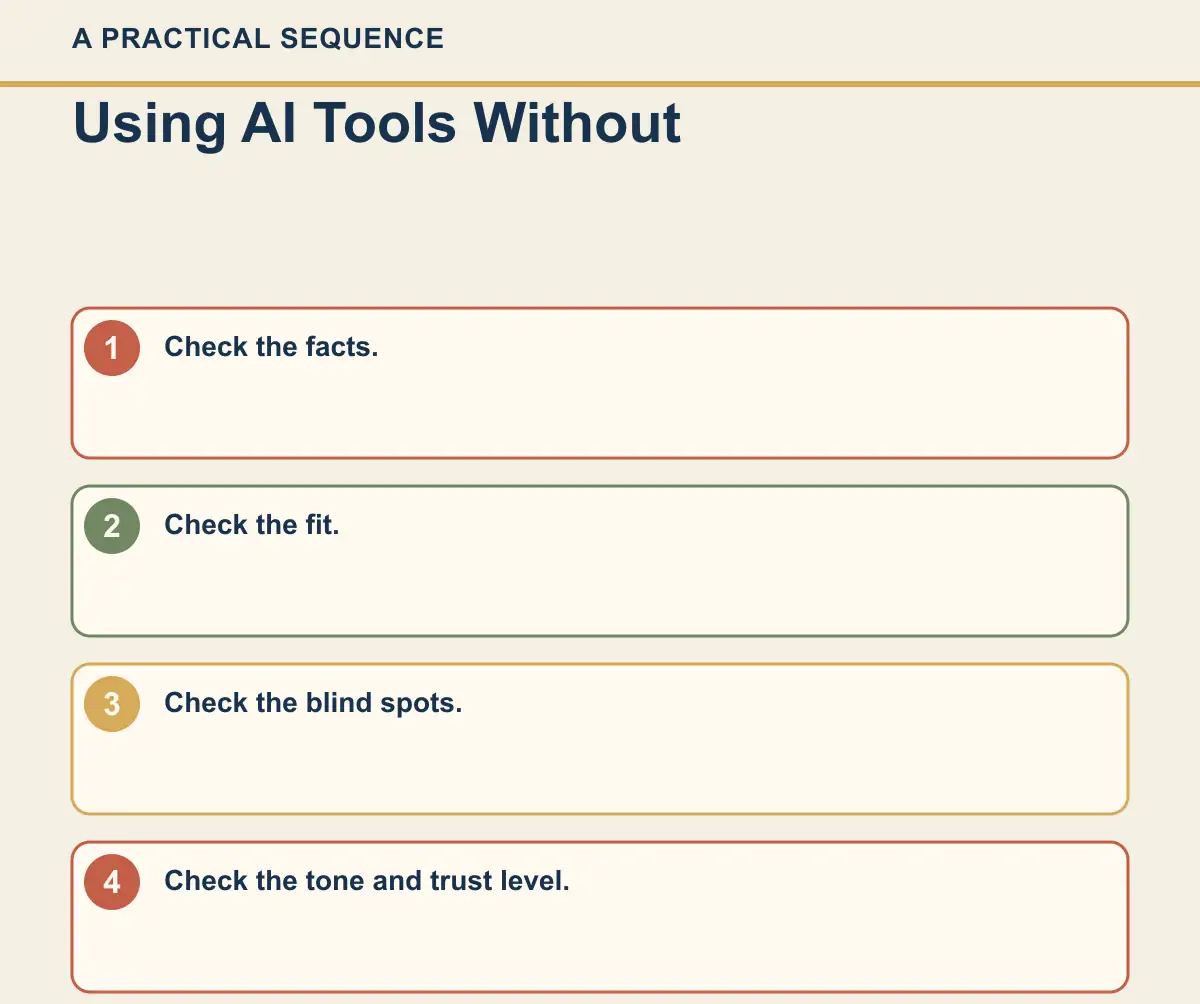 A PRACTICAL SEQUENCE
Using AI Tools Without
1
Check the facts.
2
Check the fit.
3
Check the blind spots.
4
Check the tone and trust level.